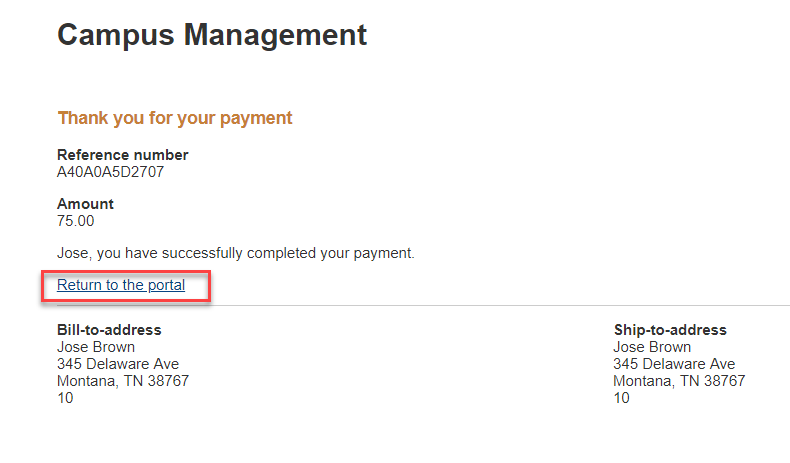 Campus Management
Thank you for your payment
Reference number
A40A0A5D2707
Amount
75.00
Jose, you have successfully completed your payment.
Return to the portal
Bill-to-address
Jose Brown
345 Delaware Ave
Montana, TN 38767
10
Ship-to-address
Jose Brown
345 Delaware Ave
Montana, TN 38767
10